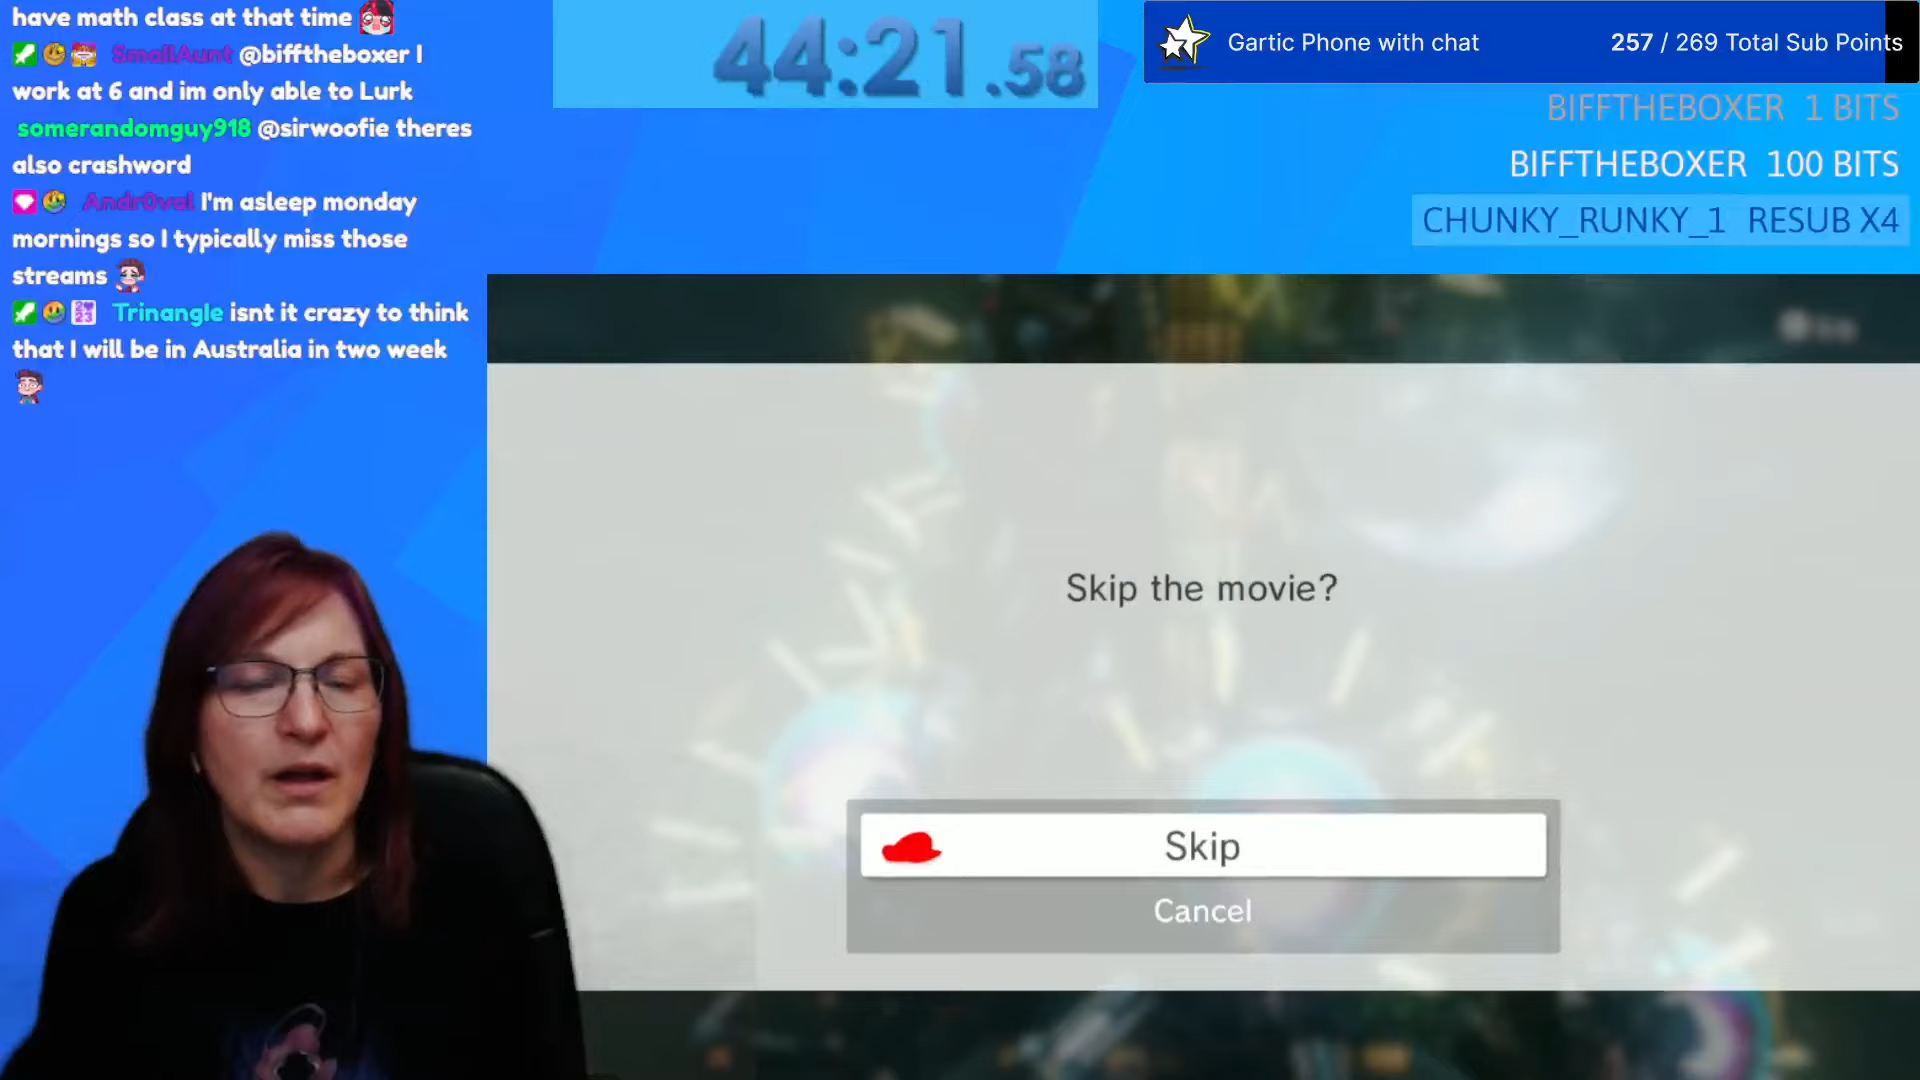 have math class at that time
SmallAunt @bifftheboxer I
work at 6 and im only able to Lurk
somerandomguy918 @sirwoofie theres
also crashword
Andr0val I'm asleep monday
mornings so I typically miss those
streams
Trinangle isnt it crazy to think
that I will be in Australia in two week
44:21.58
Gartic Phone with chat 257 / 269 Total Sub Points
BIFFTHEBOXER 1 BITS
BIFFTHEBOXER 100 BITS
CHUNKY_RUNKY_1 RESUB X4
Skip the movie?
Skip
Cancel